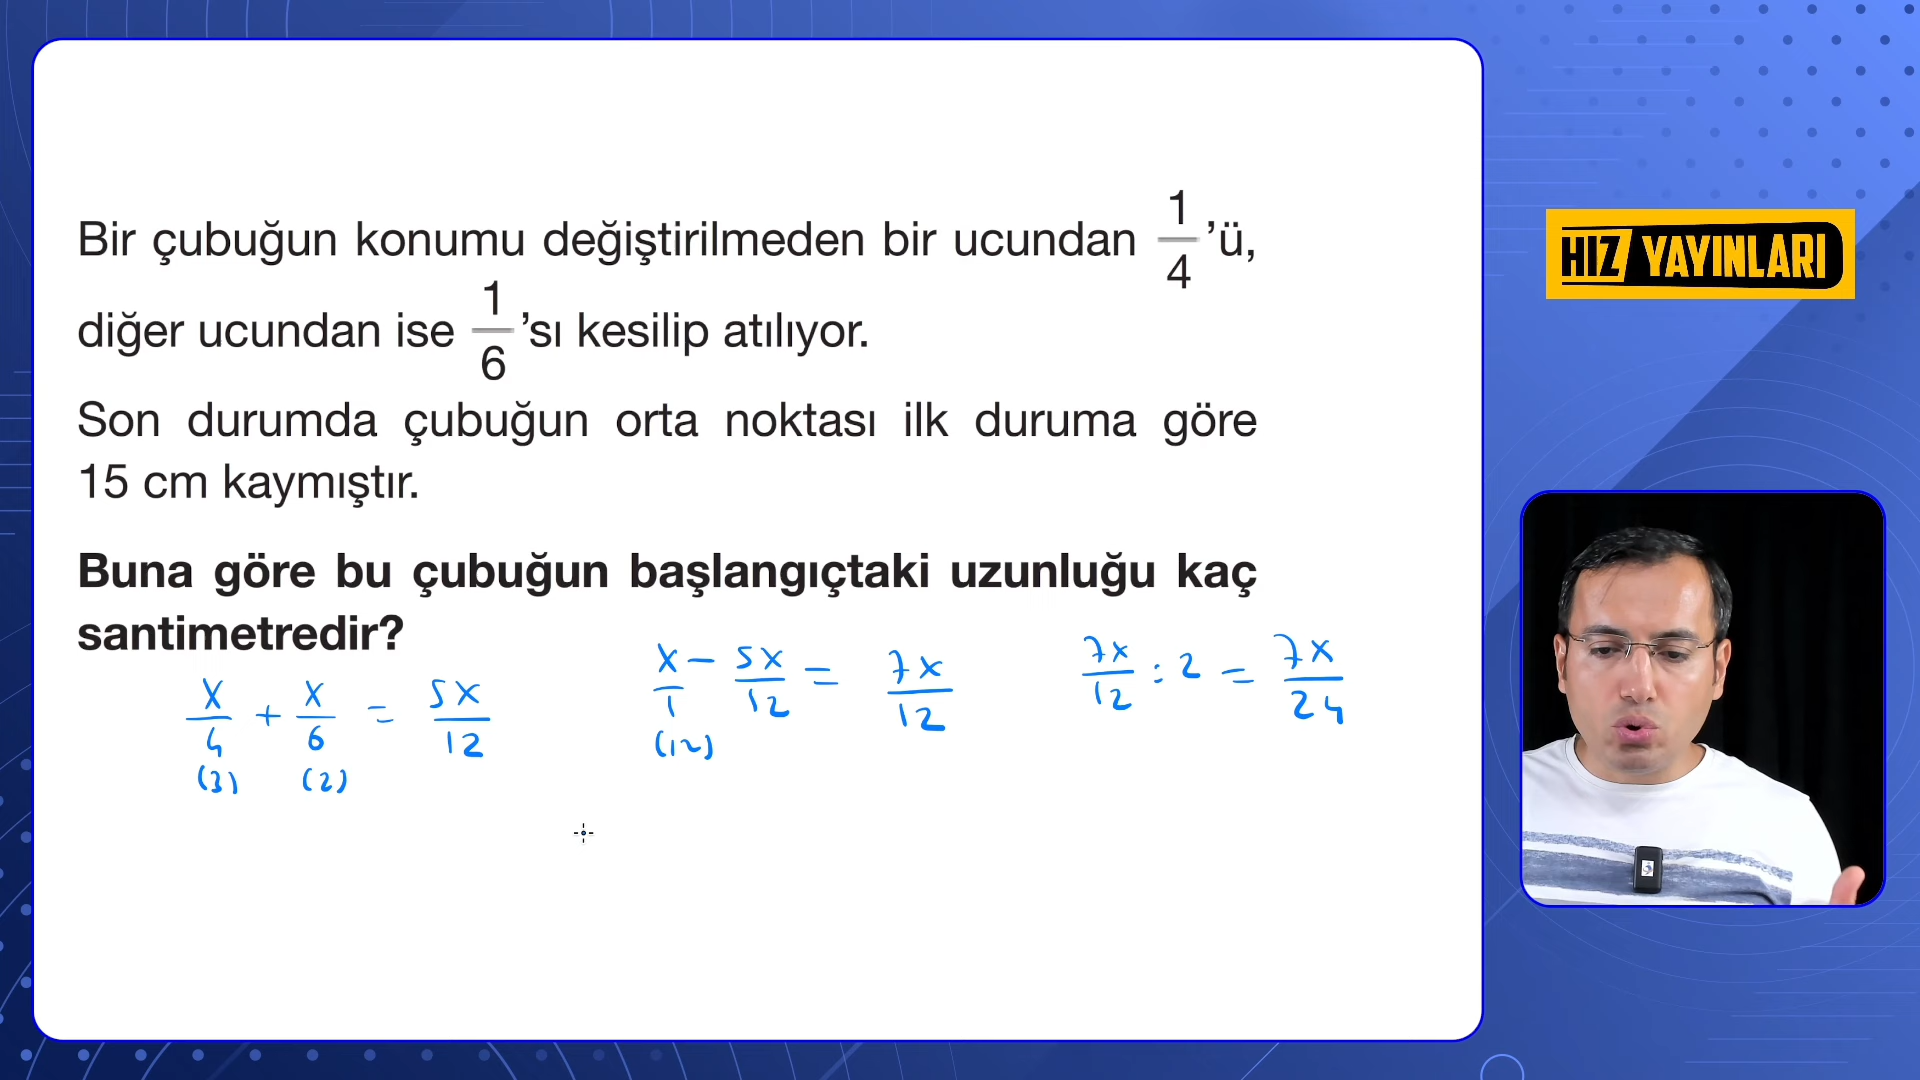 Bir çubuğun konumu değiştirilmeden bir ucundan 1/4 'ü,
diğer ucundan ise 1/6 'sı kesilip atılıyor.
Son durumda çubuğun orta noktası ilk duruma göre
15 cm kaymıştır.
Buna göre bu çubuğun başlangıçtaki uzunluğu kaç
santimetredir?
x/4 + x/6 = 5x/12
(3) (2)
x/1 - 5x/12 = 7x/12
(12)
7x/12 : 2 = 7x/24
HIZ YAYINLARI